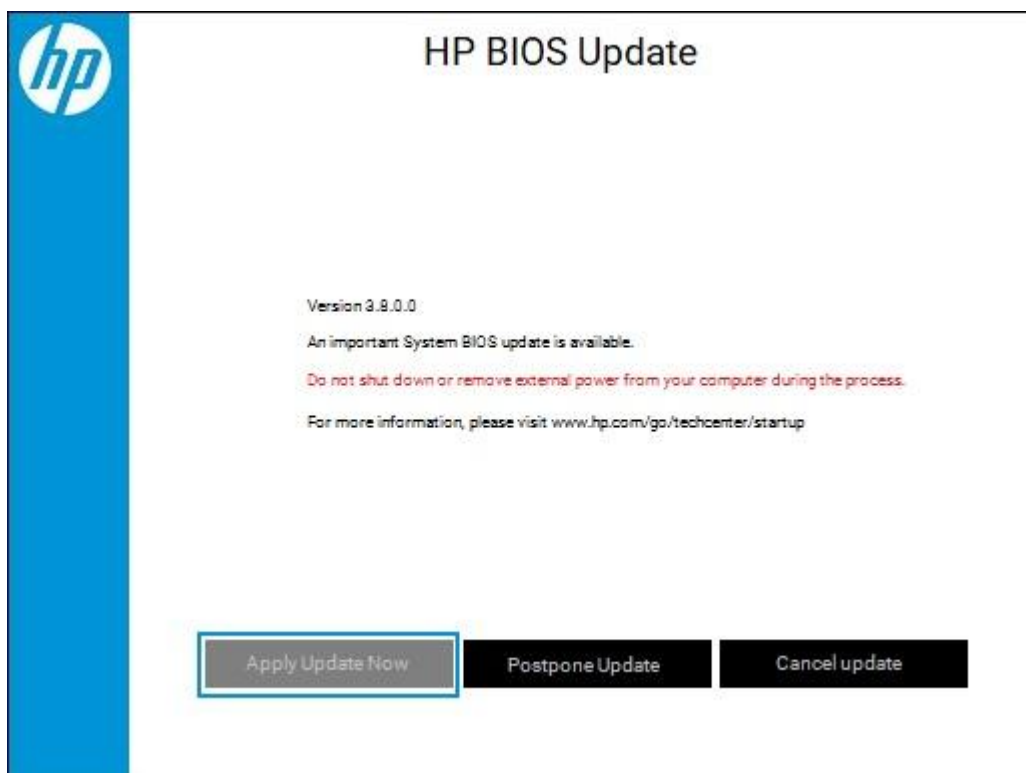 hp
HP BIOS Update
Version 3.8.0.0
An important System BIOS update is available.
Do not shut down or remove external power from your computer during the process.
For more information, please visit www.hp.com/go/techcenter/startup
Apply Update Now
Postpone Update
Cancel update